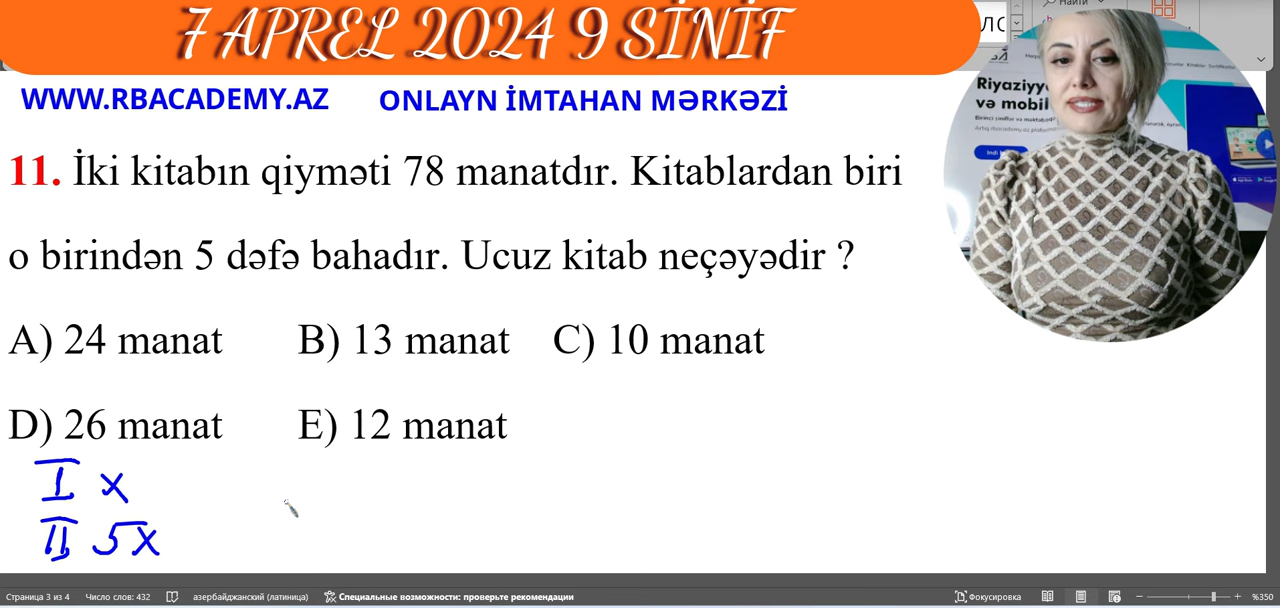 7 APREL 2024 9 SİNİF
WWW.RBACADEMY.AZ ONLAYN İMTAHAN MƏRKƏZİ
11. İki kitabın qiyməti 78 manatdır. Kitablardan biri
o birindən 5 dəfə bahadır. Ucuz kitab neçəyədir ?
A) 24 manat B) 13 manat C) 10 manat
D) 26 manat E) 12 manat
I x
II 5x
Найти
Riyaziyy
və mobil
Страница 3 из 4 Число слов: 432 азербайджанский (латиница) Специальные возможности: проверьте рекомендации Фокусировка %350